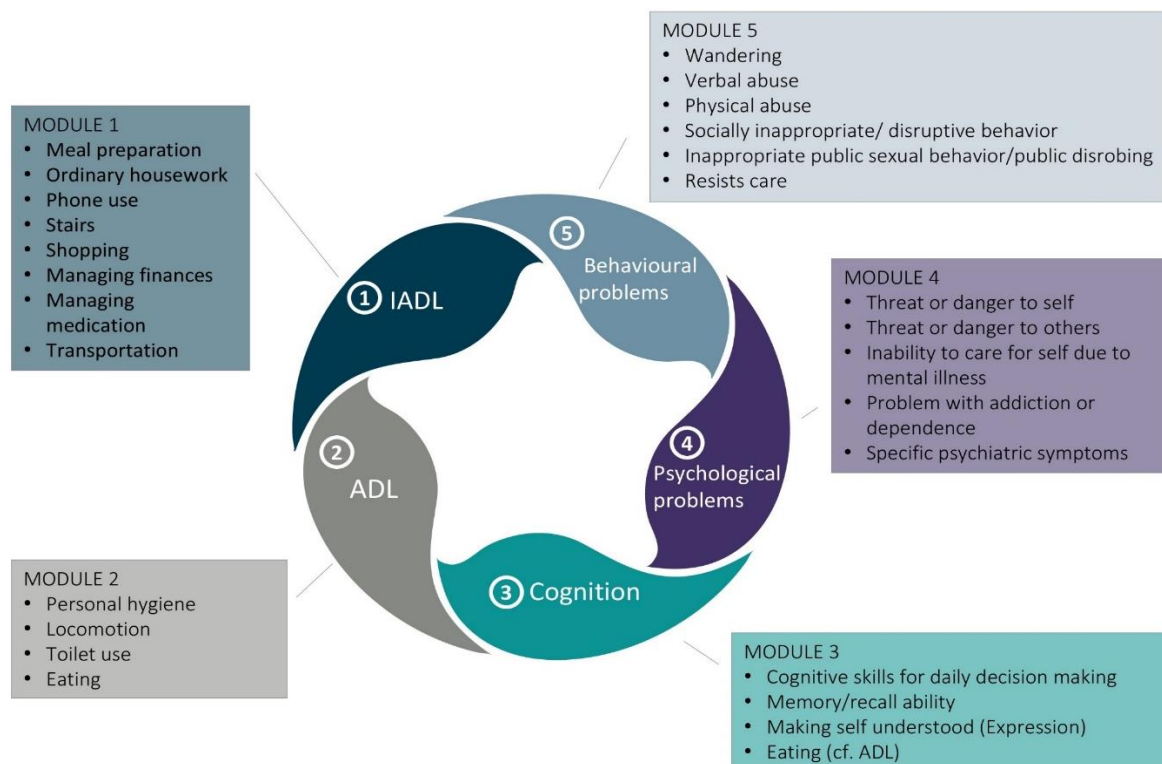 MODULE 1
• Meal preparation
• Ordinary housework
• Phone use
• Stairs
• Shopping
• Managing finances
• Managing
medication
• Transportation
MODULE 5
• Wandering
• Verbal abuse
• Physical abuse
• Socially inappropriate/ disruptive behavior
• Inappropriate public sexual behavior/public disrobing
• Resists care
5
Behavioural
problems
1 IADL
MODULE 4
• Threat or danger to self
• Threat or danger to others
• Inability to care for self due to
mental illness
• Problem with addiction or
dependence
• Specific psychiatric symptoms
2
ADL
4
Psychological
problems
3 Cognition
MODULE 2
• Personal hygiene
• Locomotion
• Toilet use
• Eating
MODULE 3
• Cognitive skills for daily decision making
• Memory/recall ability
• Making self understood (Expression)
• Eating (cf. ADL)